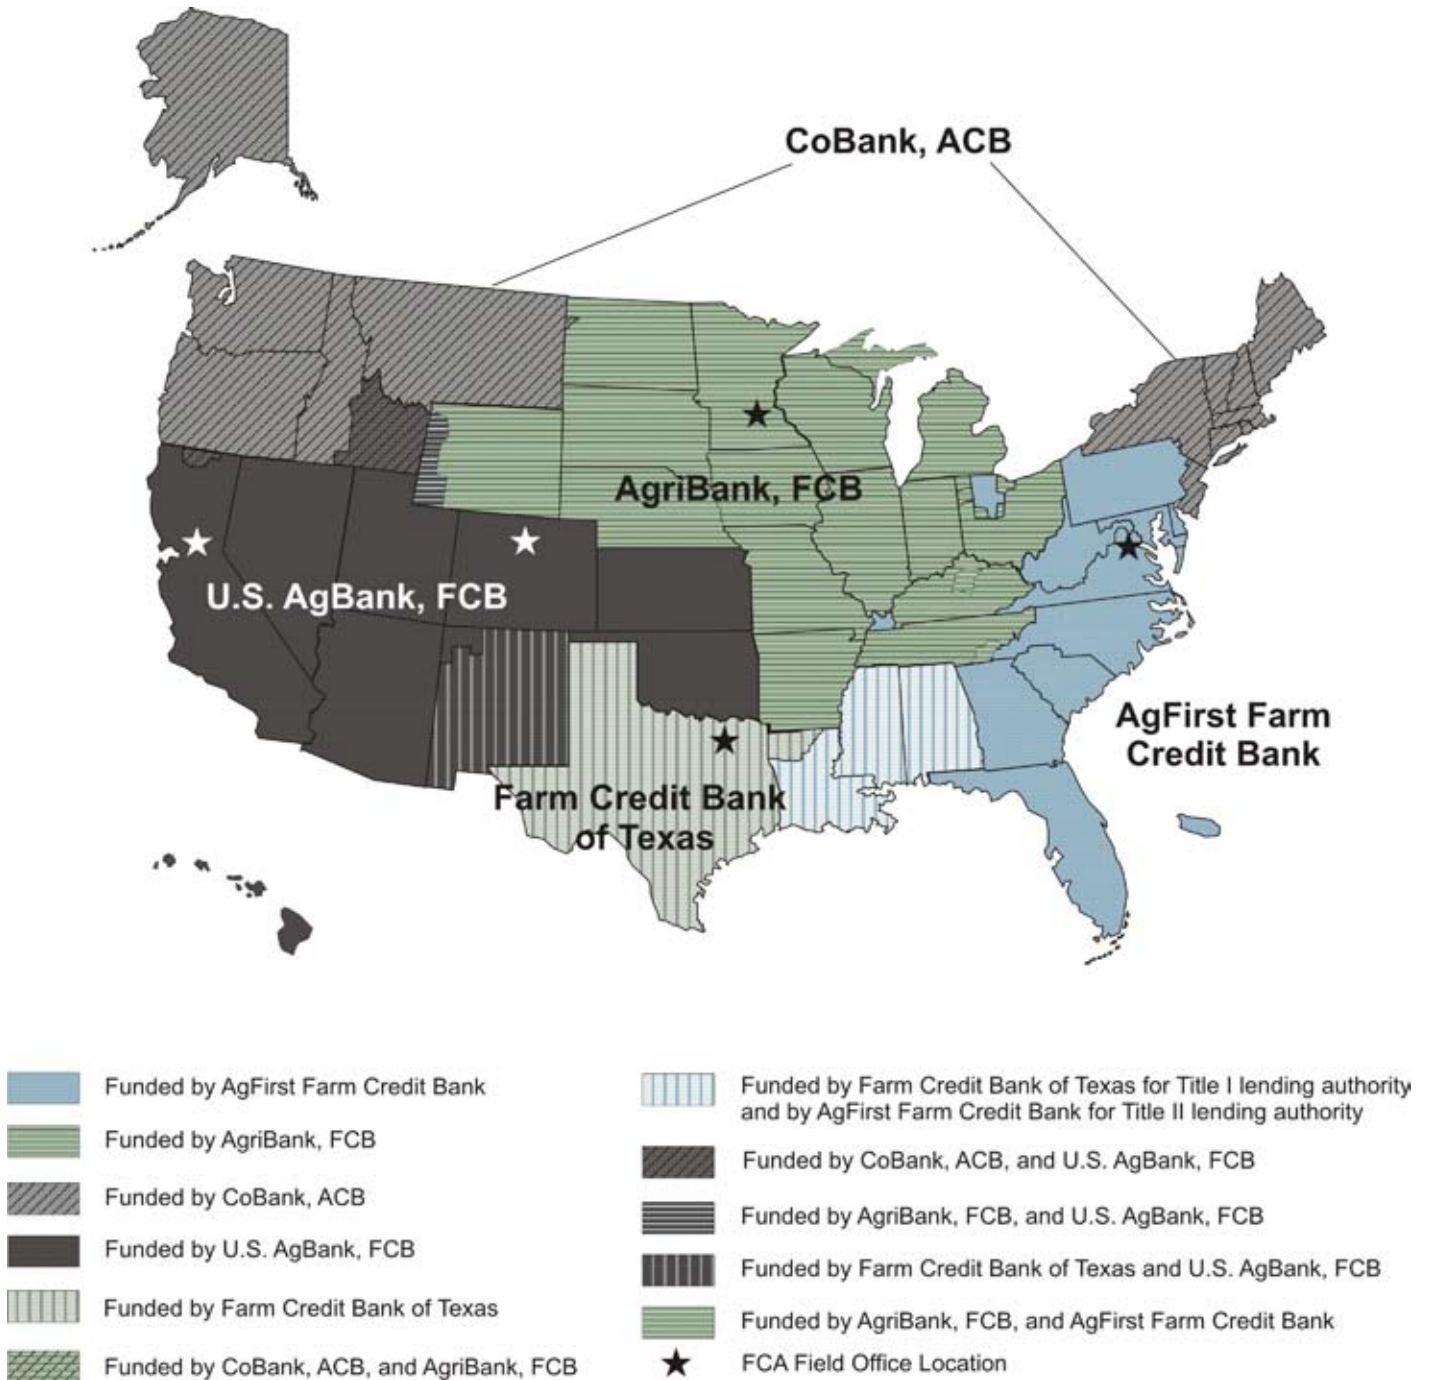 CoBank, ACB
AgriBank, FCB
U.S. AgBank, FCB
AgFirst Farm
Credit Bank
Farm Credit Bank
of Texas
Funded by AgFirst Farm Credit Bank
Funded by AgriBank, FCB
Funded by CoBank, ACB
Funded by U.S. AgBank, FCB
Funded by Farm Credit Bank of Texas
Funded by CoBank, ACB, and AgriBank, FCB
Funded by Farm Credit Bank of Texas for Title I lending authority
and by AgFirst Farm Credit Bank for Title II lending authority
Funded by CoBank, ACB, and U.S. AgBank, FCB
Funded by AgriBank, FCB, and U.S. AgBank, FCB
Funded by Farm Credit Bank of Texas and U.S. AgBank, FCB
Funded by AgriBank, FCB, and AgFirst Farm Credit Bank
FCA Field Office Location